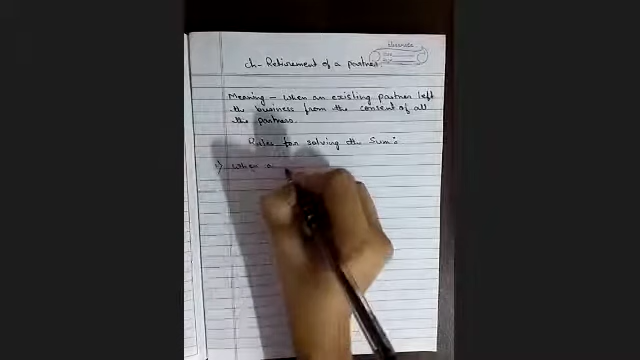 Ch - Retirement of a partner.
Meaning - When an existing partner left
the business from the consent of all
the partners.
Rules for solving the Sum:
1) When a